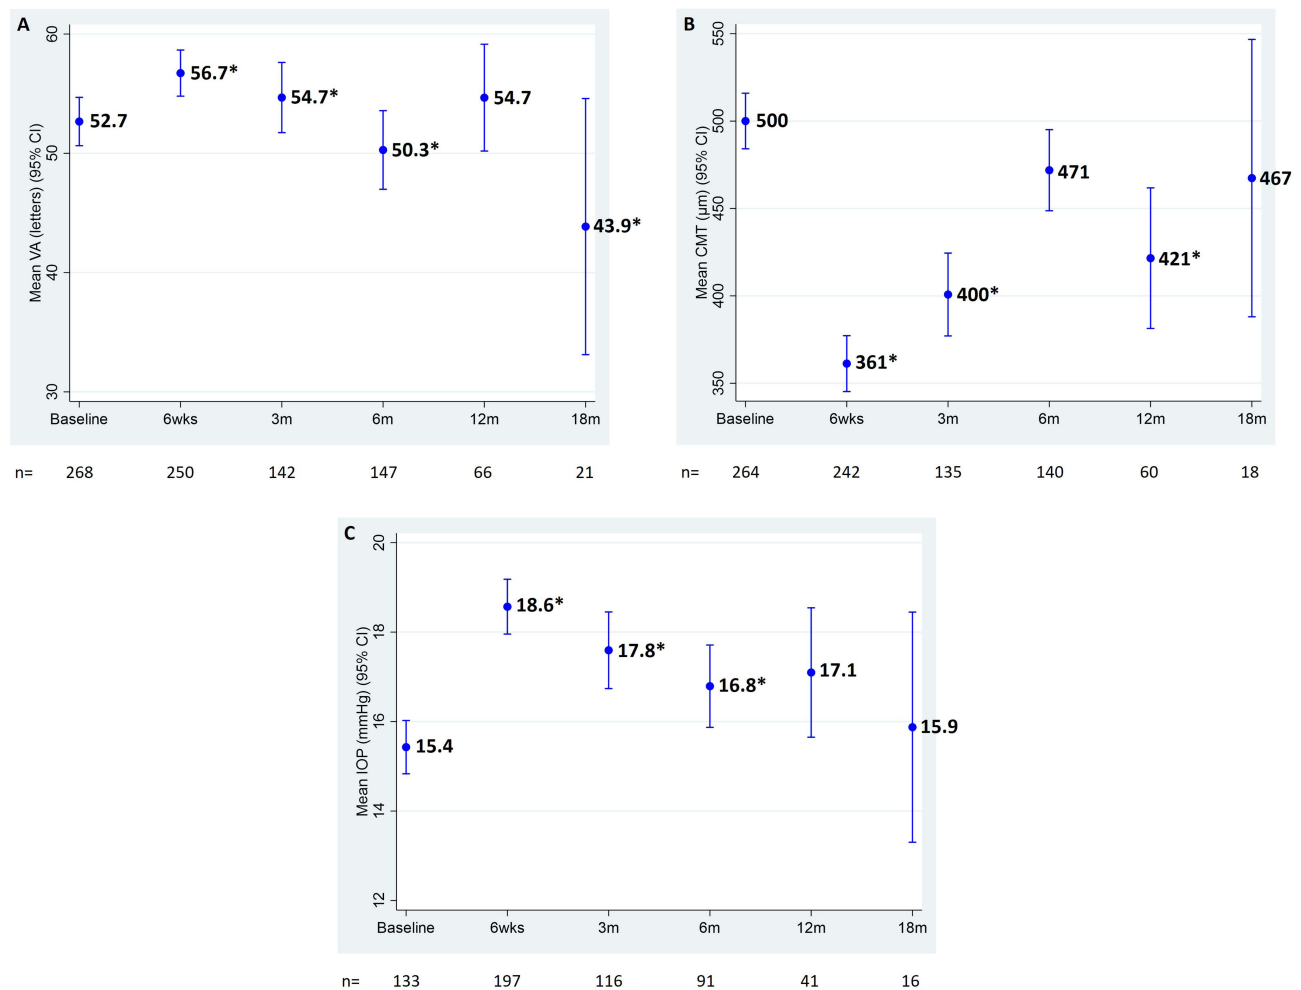 A
Mean VA (letters) (95% CI)
60
50
40
30
52.7
56.7*
54.7*
50.3*
54.7
43.9*
Baseline 6wks 3m 6m 12m 18m
n= 268 250 142 147 66 21
B
Mean CMT (µm) (95% CI)
550
500
450
400
350
500
361*
400*
471
421*
467
Baseline 6wks 3m 6m 12m 18m
n= 264 242 135 140 60 18
C
Mean IOP (mmHg) (95% CI)
20
18
16
14
12
15.4
18.6*
17.8*
16.8*
17.1
15.9
Baseline 6wks 3m 6m 12m 18m
n= 133 197 116 91 41 16